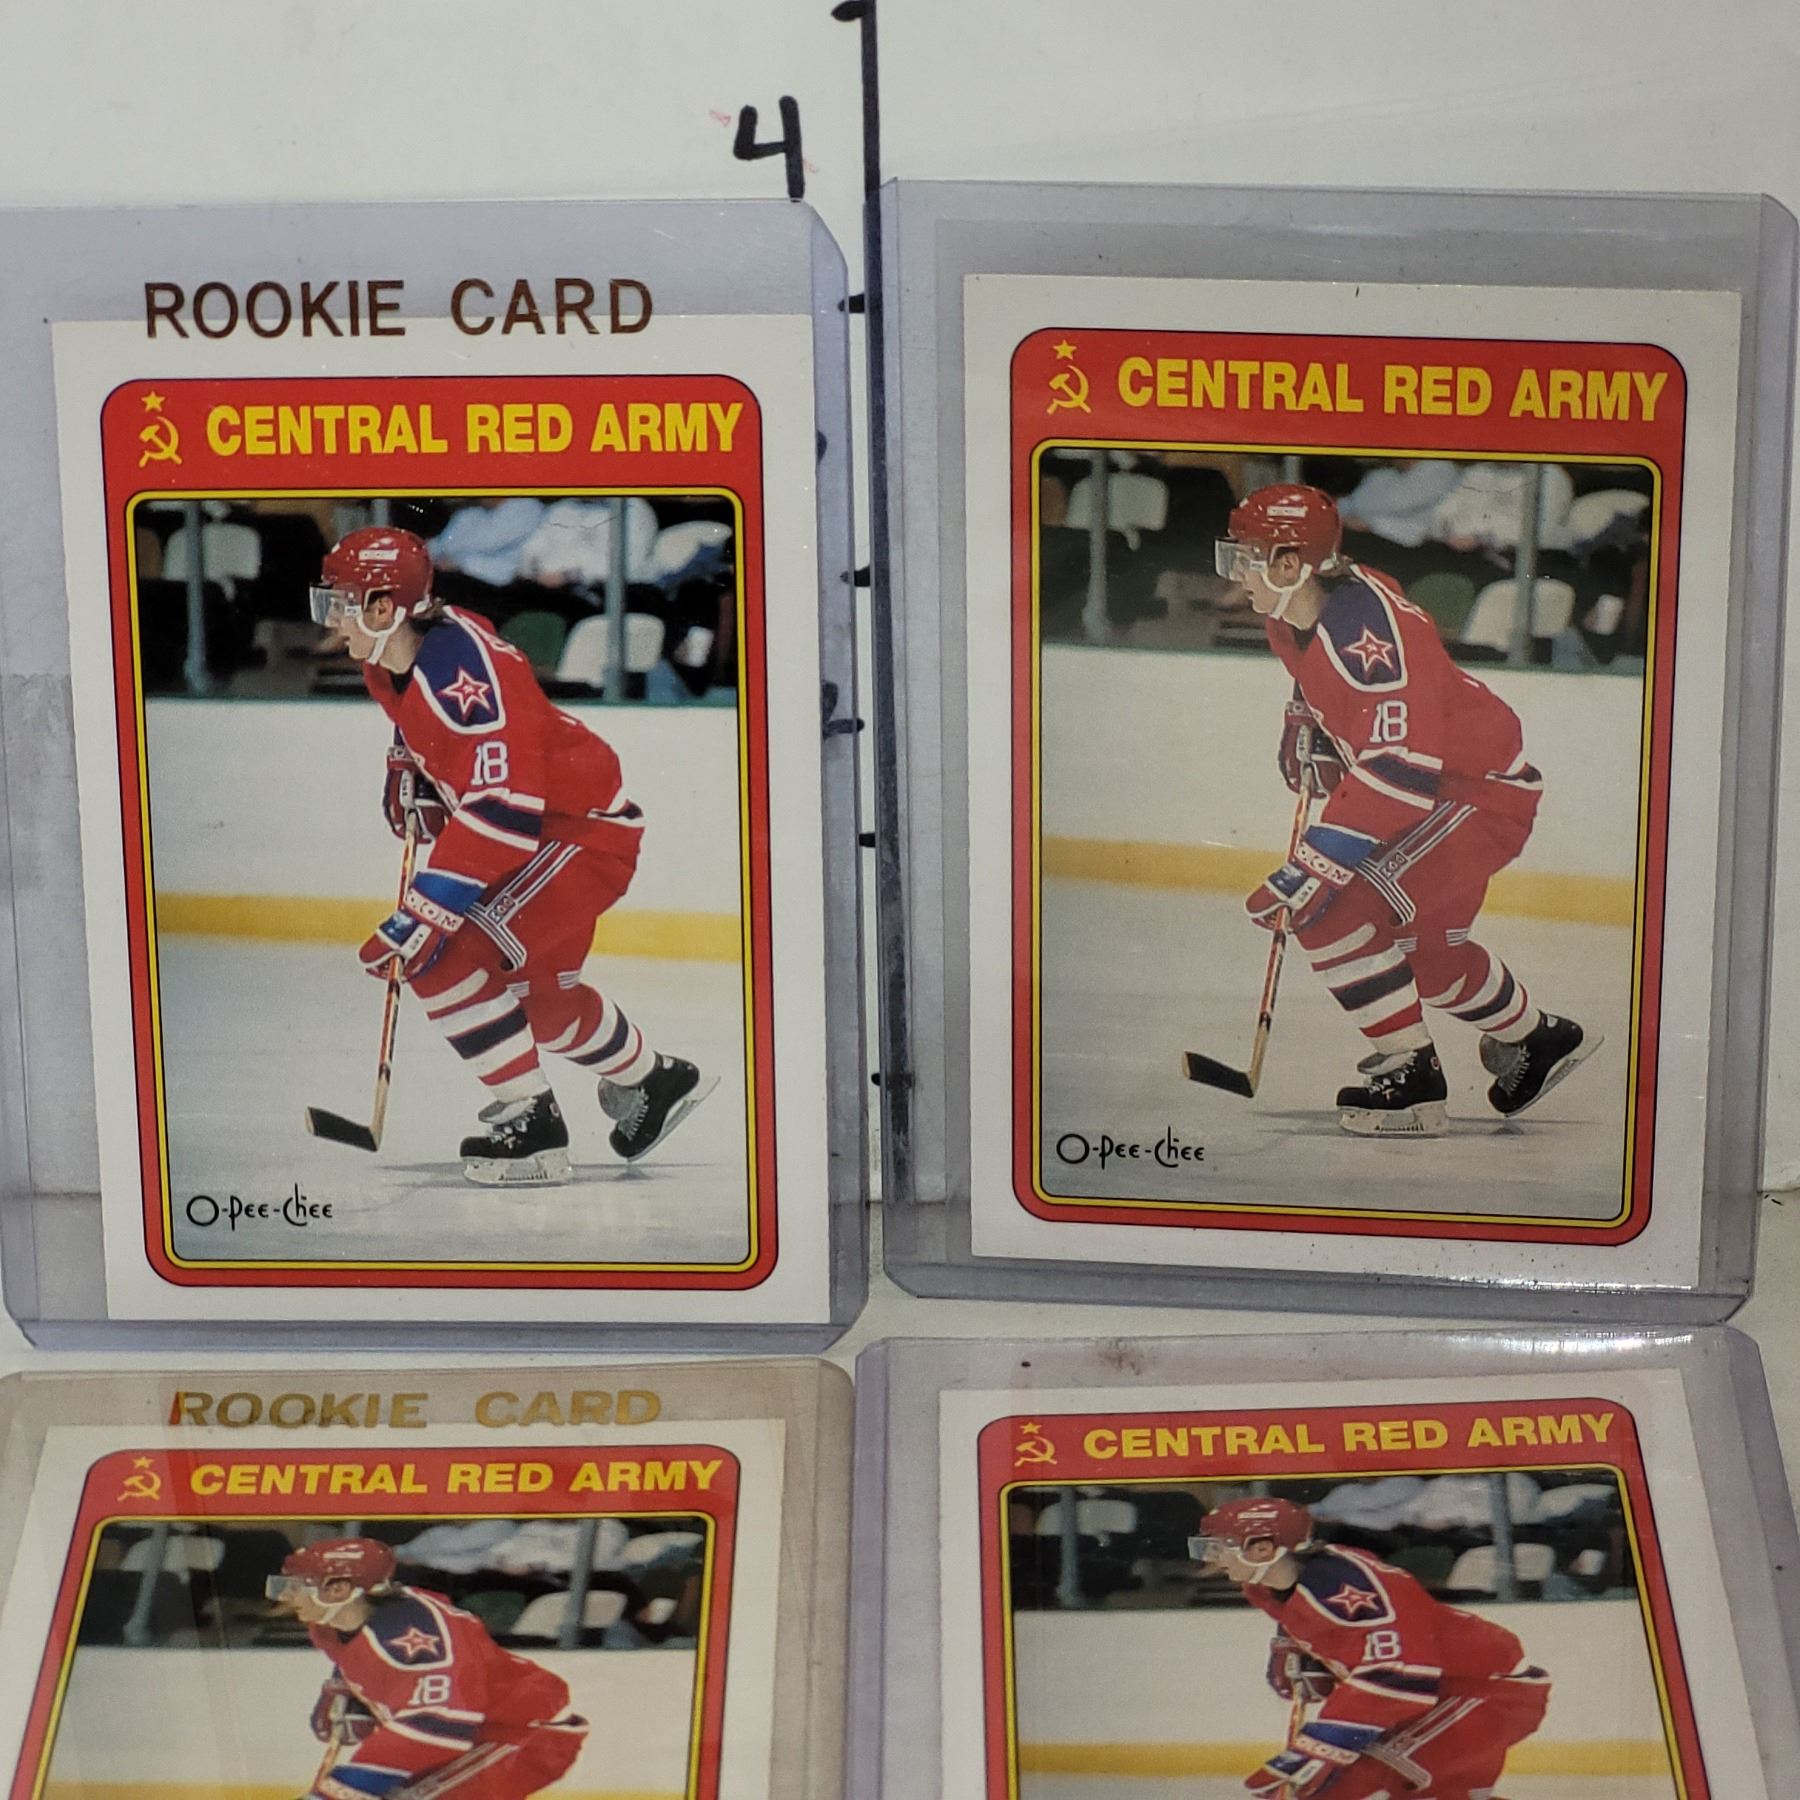 4
ROOKIE CARD
CENTRAL RED ARMY
18
O-Pee-Chee
CENTRAL RED ARMY
18
O-Pee-Chee
ROOKIE CARD
CENTRAL RED ARMY
18
CENTRAL RED ARMY
18